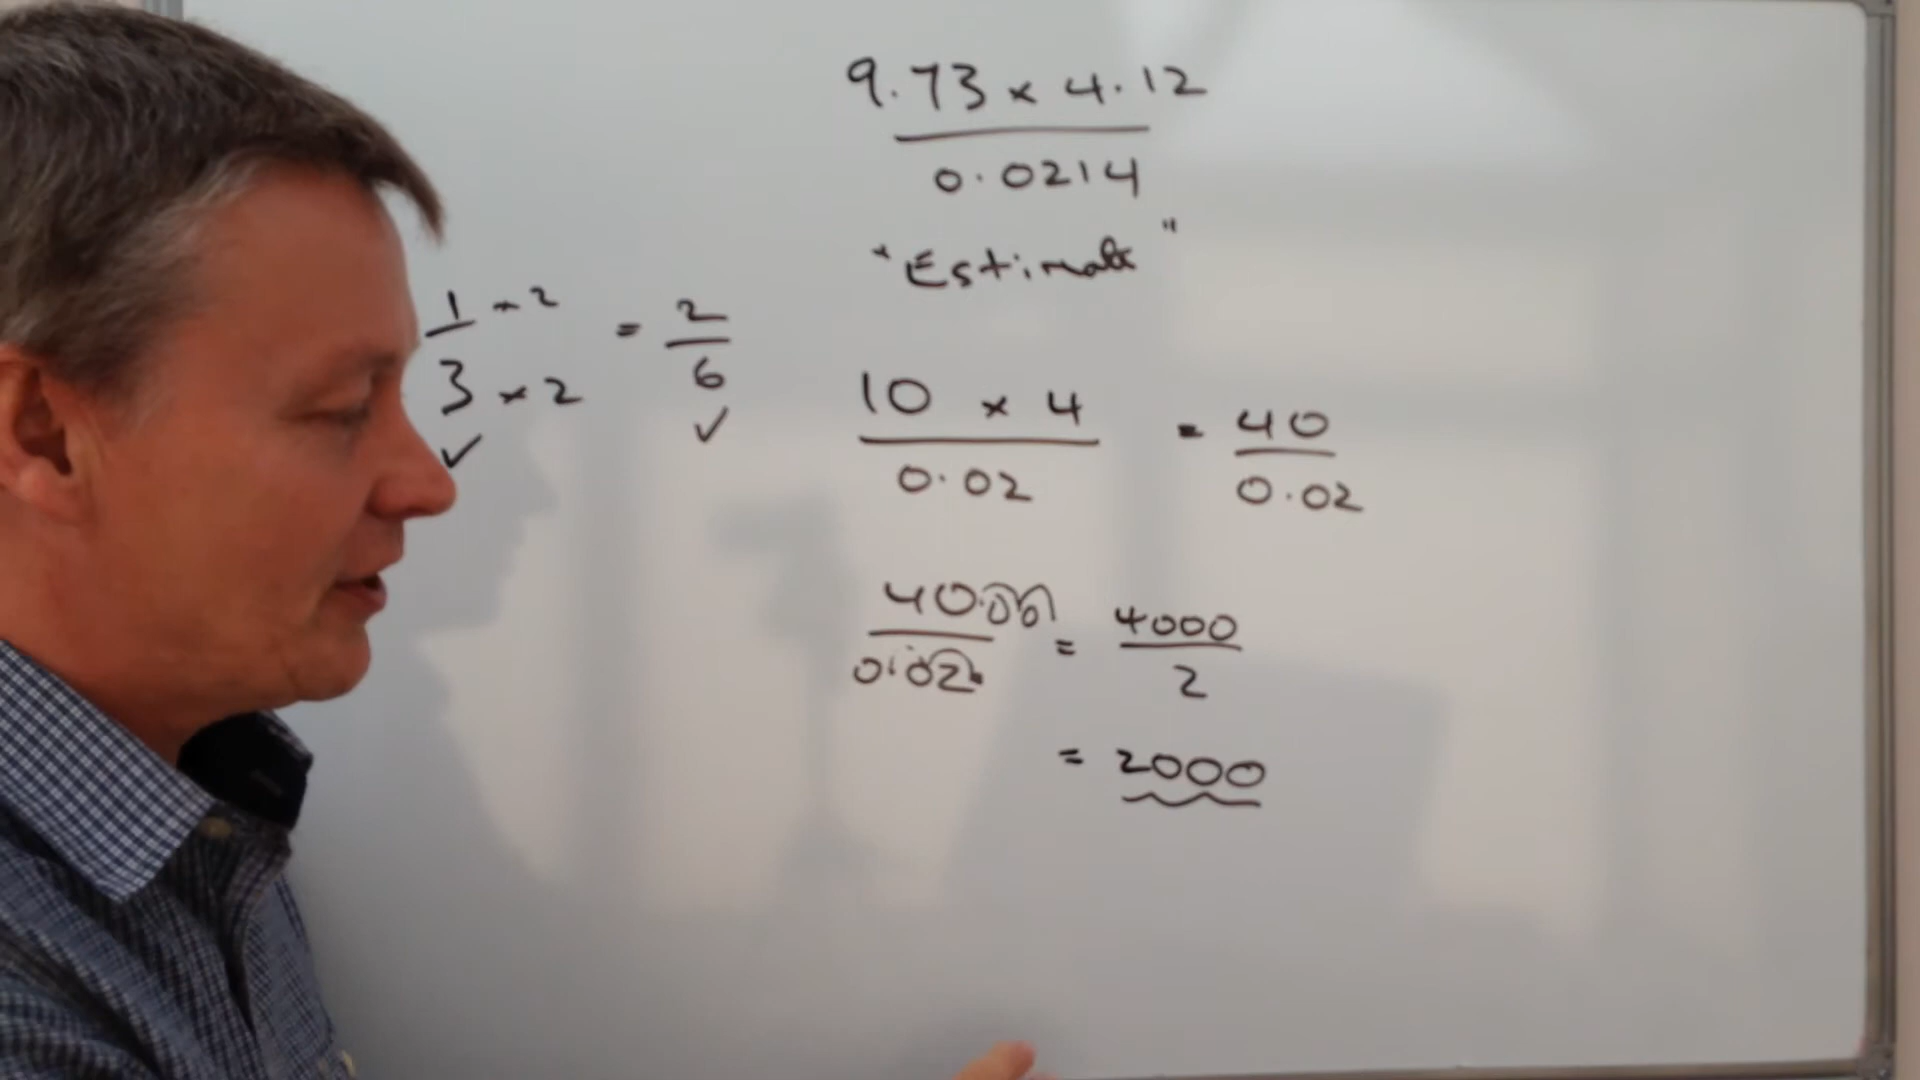 9.73 × 4.12
0.0214
"Estimate"
1 × 2 = 2
3 × 2 6
✓ ✓
10 × 4 = 40
0.02 0.02
40.00 = 4000
0.02. 2
= 2000